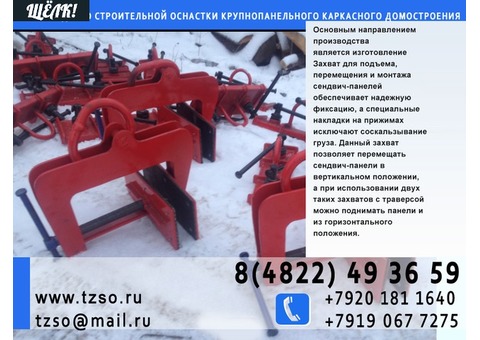 ЩЁЛК!
О СТРОИТЕЛЬНОЙ ОСНАСТКИ КРУПНОПАНЕЛЬНОГО КАРКАСНОГО ДОМОСТРОЕНИЯ
Основным направлением
производства
является изготовление
Захват для подъема,
перемещения и монтажа
сендвич-панелей
обеспечивает надежную
фиксацию, а специальные
накладки на прижимах
исключают соскальзывание
груза. Данный захват
позволяет перемещать
сендвич-панели в
вертикальном положении,
а при использовании двух
таких захватов с траверсой
можно поднимать панели и
из горизонтального
положения.
8(4822) 49 36 59
www.tzso.ru
+7920 181 1640
tzso@mail.ru
+7919 067 7275